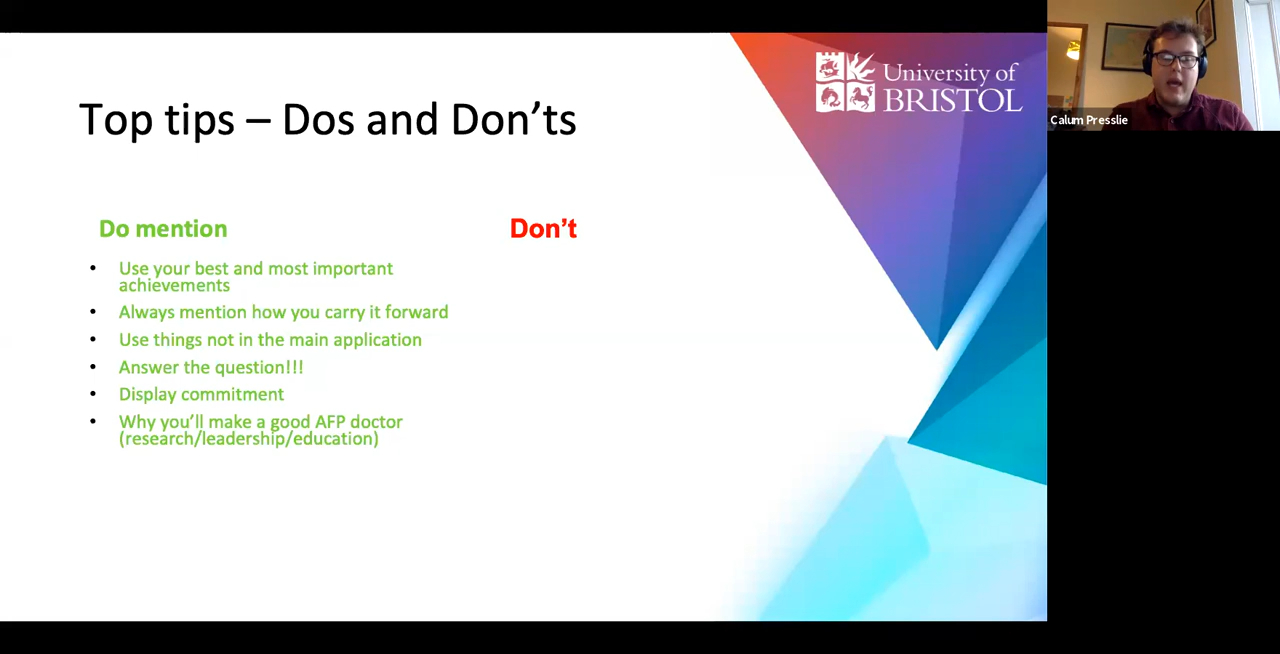 University of
BRISTOL
Calum Presslie
Top tips – Dos and Don’ts
Do mention
• Use your best and most important
achievements
• Always mention how you carry it forward
• Use things not in the main application
• Answer the question!!!
• Display commitment
• Why you’ll make a good AFP doctor
(research/leadership/education)
Don’t